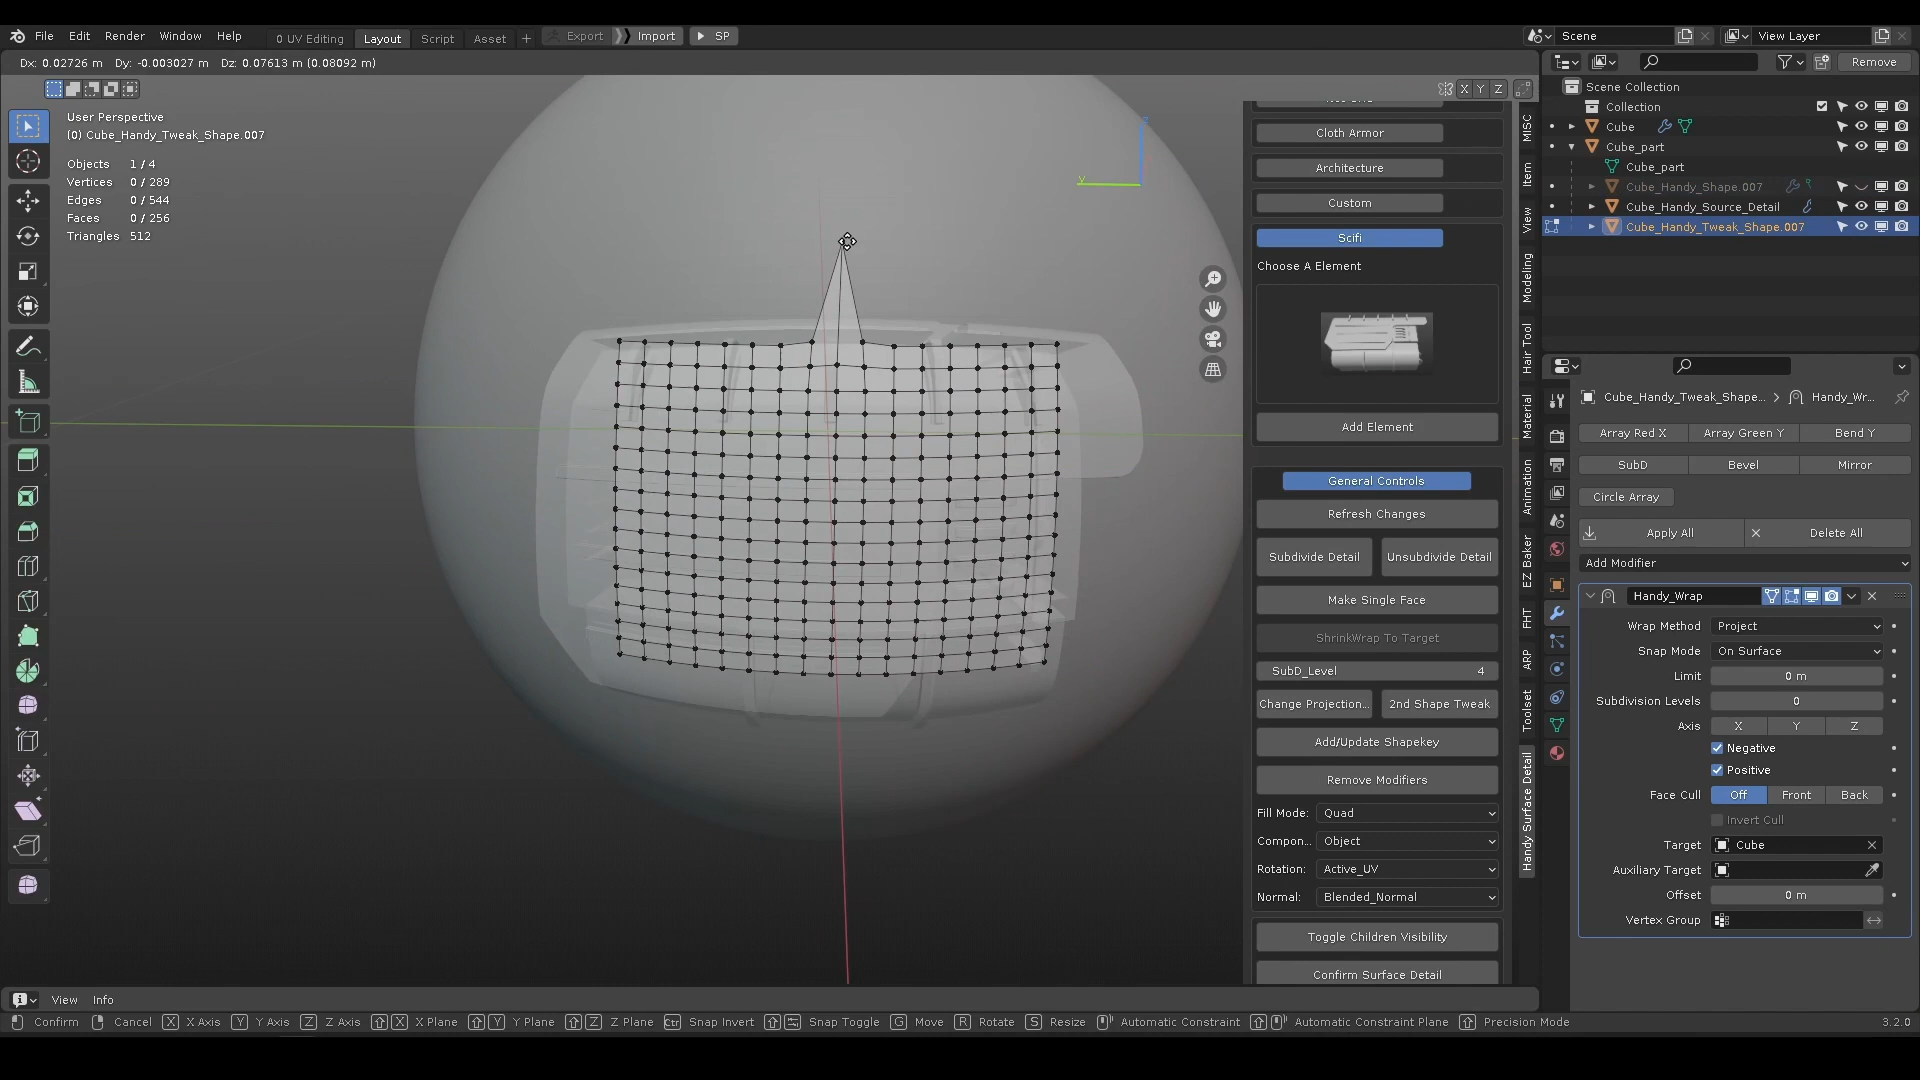 File Edit Render Window Help 0 UV Editing Layout Script Asset + Export Import SP Scene View Layer
Dx: 0.02726 m Dy: -0.003027 m Dz: 0.07613 m (0.08092 m)
Remove
X Y Z
Scene Collection
Collection
Cube
Cube_part
Cube_part
Cube_Handy_Shape.007
Cube_Handy_Source_Detail
Cube_Handy_Tweak_Shape.007
User Perspective
(0) Cube_Handy_Tweak_Shape.007
Objects 1 / 4
Vertices 0 / 289
Edges 0 / 544
Faces 0 / 256
Triangles 512
Y
Cloth Armor
Architecture
Custom
Scifi
Choose A Element
Add Element
General Controls
Refresh Changes
Subdivide Detail Unsubdivide Detail
Make Single Face
ShrinkWrap To Target
SubD_Level 4
Change Projection... 2nd Shape Tweak
Add/Update Shapekey
Remove Modifiers
Fill Mode: Quad
Compon... Object
Rotation: Active_UV
Normal: Blended_Normal
Toggle Children Visibility
Confirm Surface Detail
MISC
Item
View
Modeling
Hair Tool
Material
Animation
EZ Baker
FHT
ARP
Toolset
Handy Surface Detail
Cube_Handy_Tweak_Shape... Handy_Wr...
Array Red X Array Green Y Bend Y
SubD Bevel Mirror
Circle Array
Apply All Delete All
Add Modifier
Handy_Wrap
Wrap Method Project
Snap Mode On Surface
Limit 0 m
Subdivision Levels 0
Axis X Y Z
Negative
Positive
Face Cull Off Front Back
Invert Cull
Target Cube
Auxiliary Target
Offset 0 m
Vertex Group
View Info
Confirm Cancel X X Axis Y Y Axis Z Z Axis X X Plane Y Y Plane Z Z Plane Ctrl Snap Invert Snap Toggle G Move R Rotate S Resize Automatic Constraint Automatic Constraint Plane Precision Mode 3.2.0